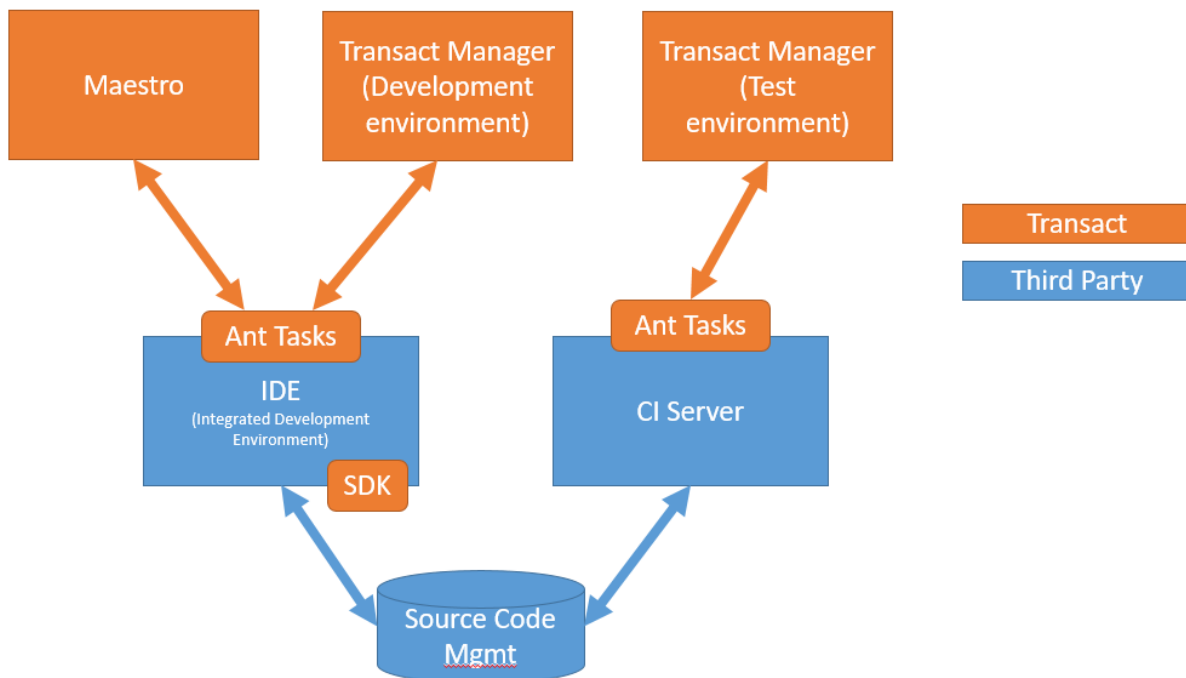 Maestro
Transact Manager
(Development
environment)
Transact Manager
(Test
environment)
Transact
Third Party
Ant Tasks
IDE
(Integrated Development
Environment)
SDK
Ant Tasks
CI Server
Source Code
Mgmt